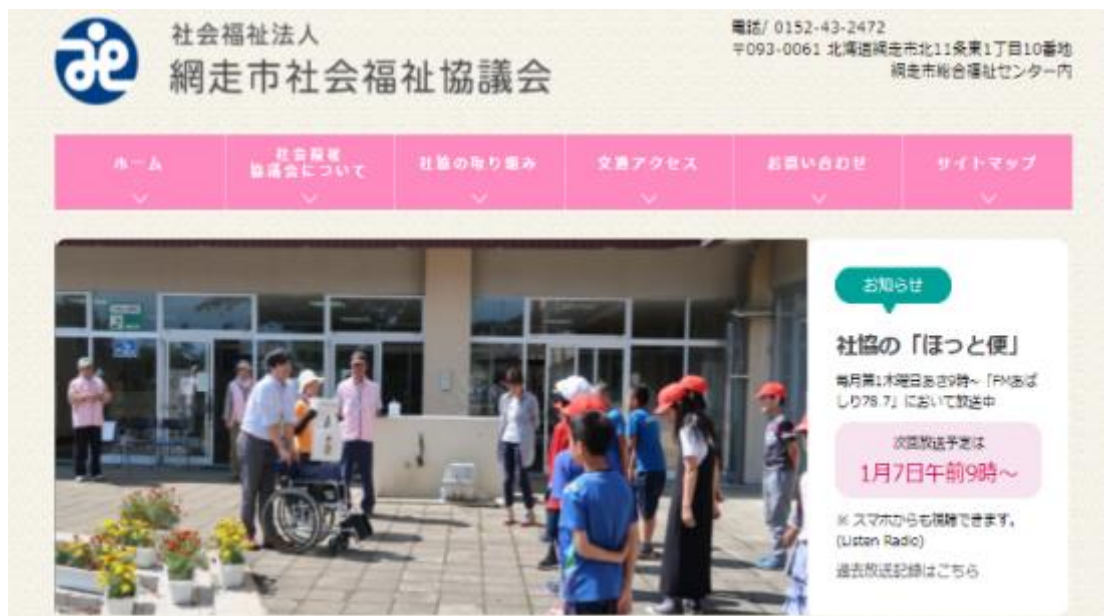 社会福祉法人
網走市社会福祉協議会
電話/ 0152-43-2472
〒093-0061 北海道網走市北11条東1丁目10番地
網走市総合福祉センター内
ホーム
社会福祉
協議会について
社協の取り組み
交通アクセス
お問い合わせ
サイトマップ
お知らせ
社協の「ほっと便」
毎月第1木曜日あさ9時~「FMあば
しり78.7」において放送中
次回放送予定は
1月7日午前9時~
※ スマホからも視聴できます。
(Listen Radio)
過去放送記録はこちら